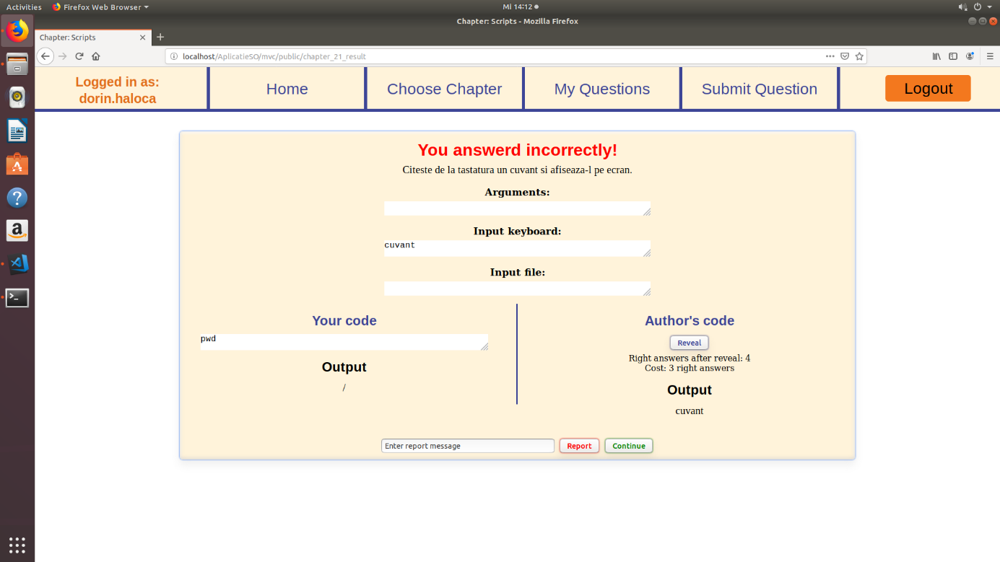 Activities Firefox Web Browser Mi 14:12
Chapter: Scripts - Mozilla Firefox
Chapter: Scripts
localhost/AplicatieSO/mvc/public/chapter_21_result
Logged in as:
dorin.haloca
Home
Choose Chapter
My Questions
Submit Question
Logout
You answerd incorrectly!
Citeste de la tastatura un cuvant si afiseaza-l pe ecran.
Arguments:
Input keyboard:
cuvant
Input file:
Your code
pwd
Output
/
Author's code
Reveal
Right answers after reveal: 4
Cost: 3 right answers
Output
cuvant
Enter report message
Report
Continue